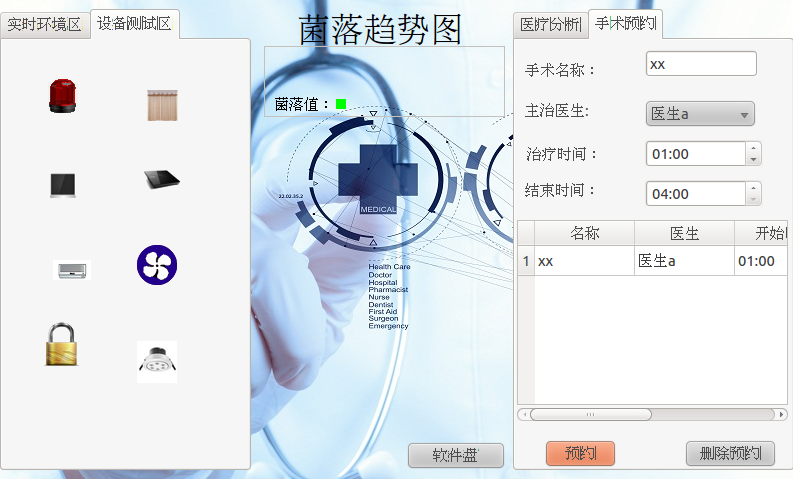 实时环境区
设备测试区
菌落趋势图
菌落值：
22.02.35.2
MEDICAL
Health Care
Doctor
Hospital
Pharmacist
Nurse
Dentist
First Aid
Surgeon
Emergency
软件盘
医疗分析
手术预约
手术名称：
xx
主治医生:
医生a
治疗时间：
01:00
结束时间：
04:00
名称 医生 开始
1 xx 医生a 01:00
预约
删除预约